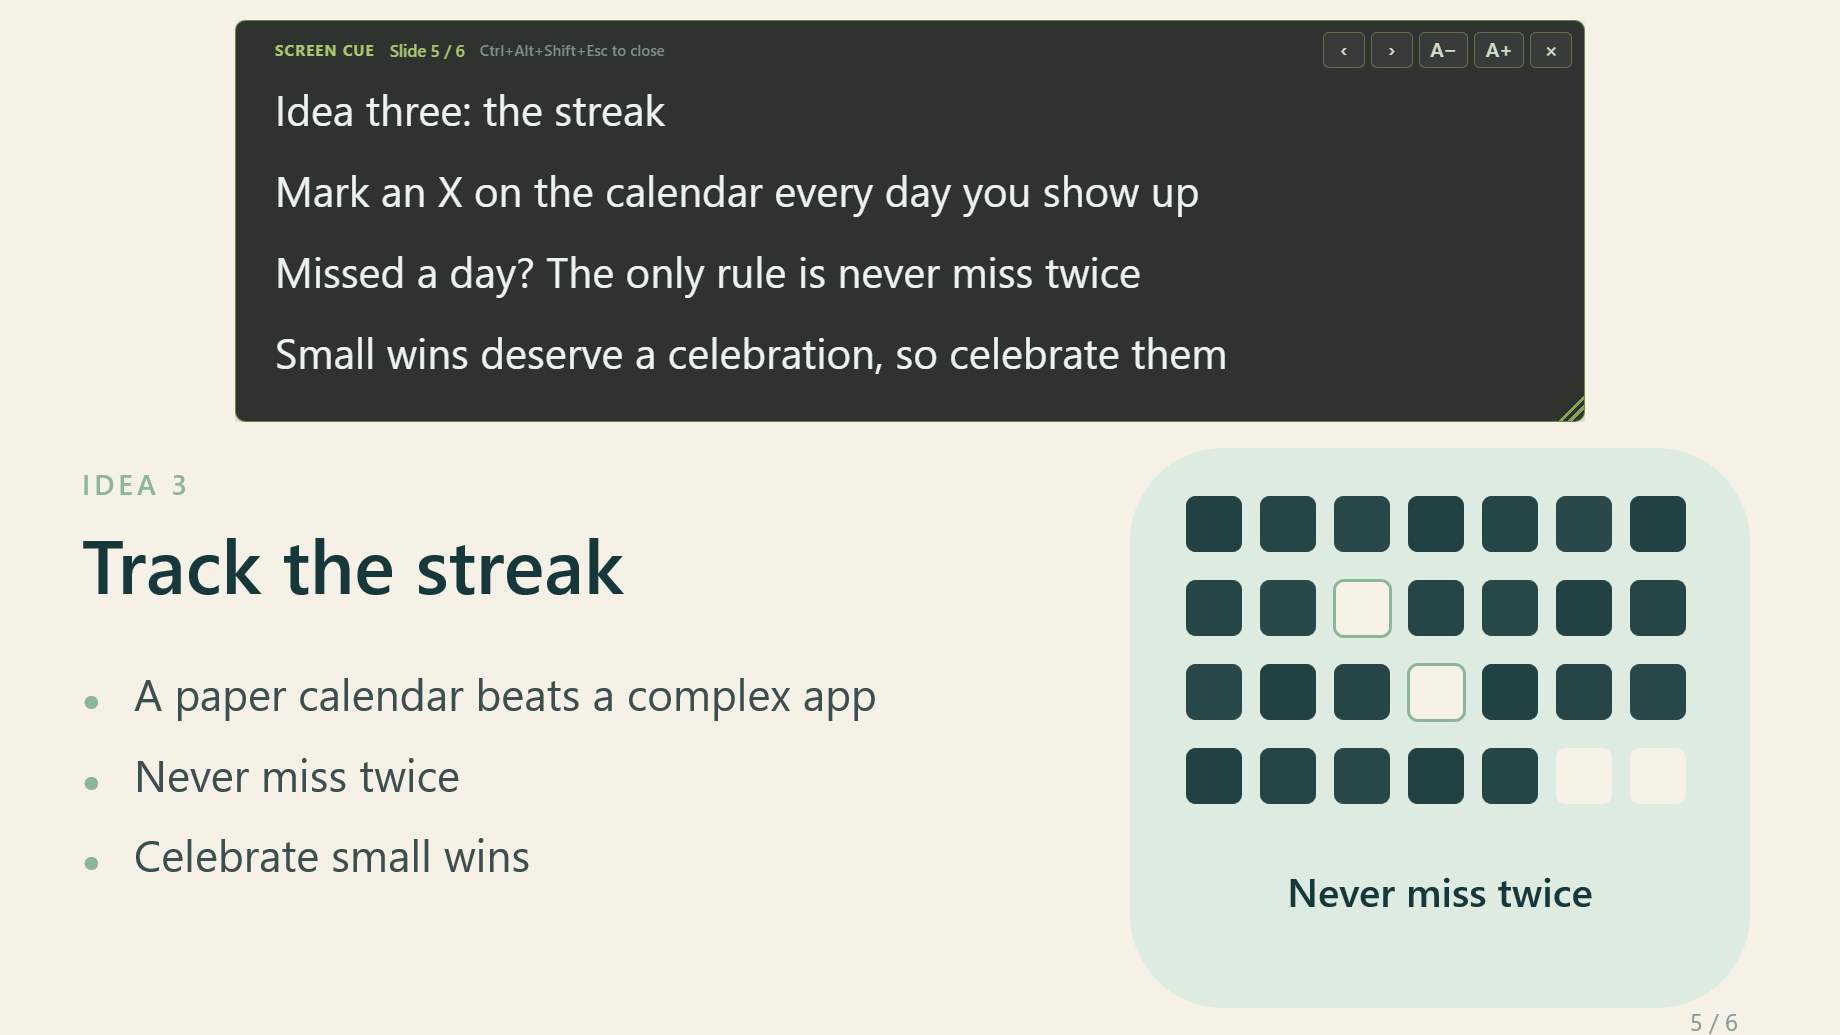 SCREEN CUE Slide 5 / 6 Ctrl+Alt+Shift+Esc to close ‹ › A− A+ ×
Idea three: the streak
Mark an X on the calendar every day you show up
Missed a day? The only rule is never miss twice
Small wins deserve a celebration, so celebrate them
IDEA 3
Track the streak
• A paper calendar beats a complex app
• Never miss twice
• Celebrate small wins
Never miss twice
5 / 6